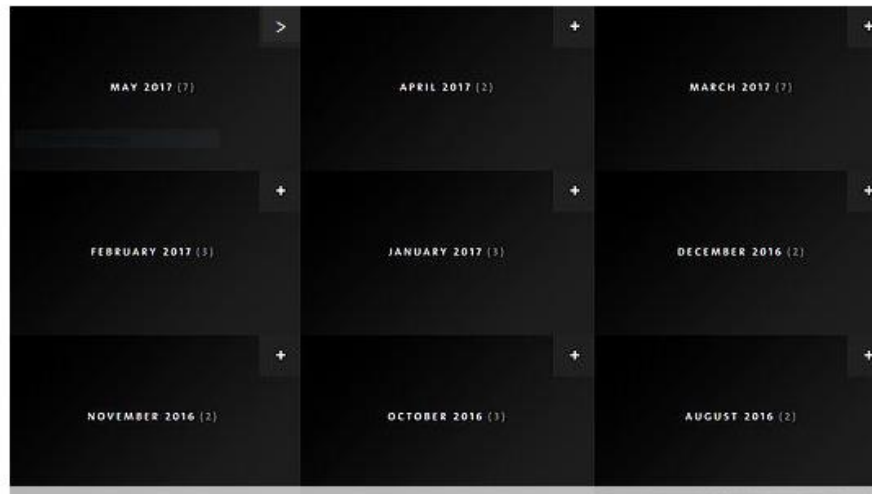 MAY 2017 (7)
APRIL 2017 (2)
MARCH 2017 (7)
FEBRUARY 2017 (3)
JANUARY 2017 (3)
DECEMBER 2016 (2)
NOVEMBER 2016 (2)
OCTOBER 2016 (3)
AUGUST 2016 (2)